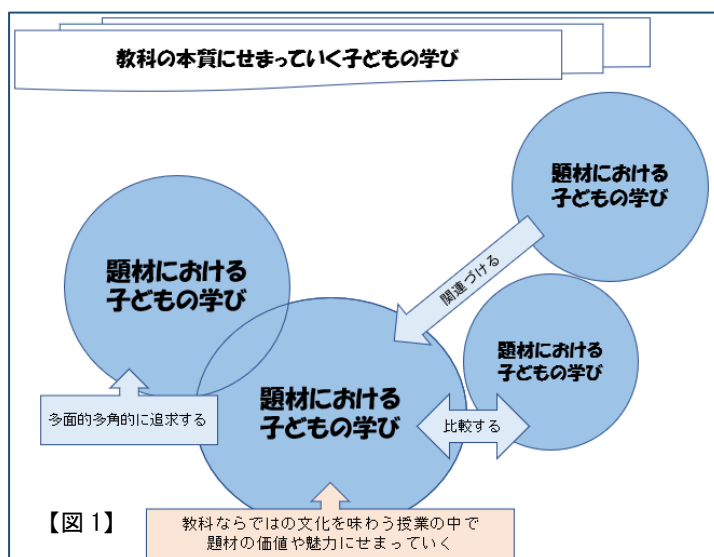 教科の本質にせまっていく子どもの学び
題材における
子どもの学び
題材における
子どもの学び
関連づける
題材における
子どもの学び
題材における
子どもの学び
多面的多角的に追求する
比較する
【図1】
教科ならではの文化を味わう授業の中で
題材の価値や魅力にせまっていく